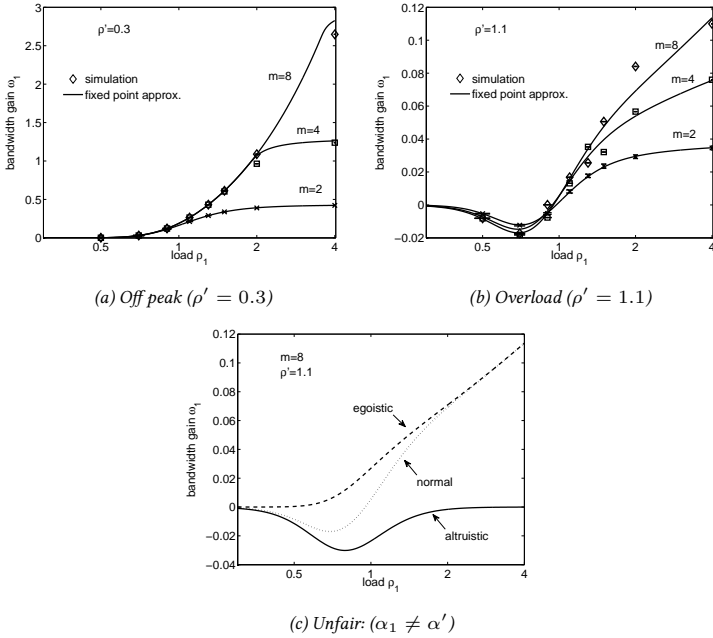 ρ'=0.3
simulation
fixed point approx.
m=8
m=4
m=2
bandwidth gain ω1
3
2.5
2
1.5
1
0.5
0
0.5 1 2 4
load ρ1
(a) Off peak (ρ′ = 0.3)
ρ'=1.1
simulation
fixed point approx.
m=8
m=4
m=2
bandwidth gain ω1
0.12
0.1
0.08
0.06
0.04
0.02
0
−0.02
0.5 1 2 4
load ρ1
(b) Overload (ρ′ = 1.1)
m=8
ρ'=1.1
egoistic
normal
altruistic
bandwidth gain ω1
0.12
0.1
0.08
0.06
0.04
0.02
0
−0.02
−0.04
0.5 1 2 4
load ρ1
(c) Unfair: (α1 ≠ α′)